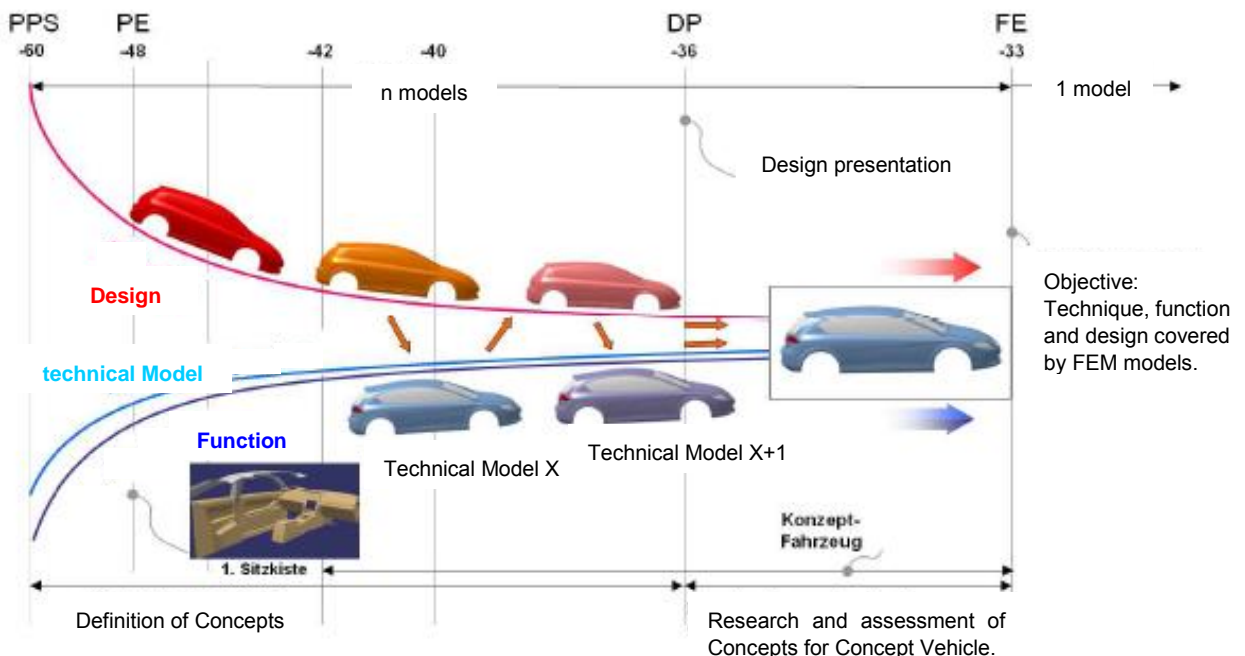 PPS PE DP FE
-60 -48 -42 -40 -36 -33
n models
1 model
Design presentation
Design
Objective:
Technique, function
and design covered
by FEM models.
technical Model
Function
Technical Model X
Technical Model X+1
Konzept-
Fahrzeug
1. Sitzkiste
Definition of Concepts
Research and assessment of
Concepts for Concept Vehicle.